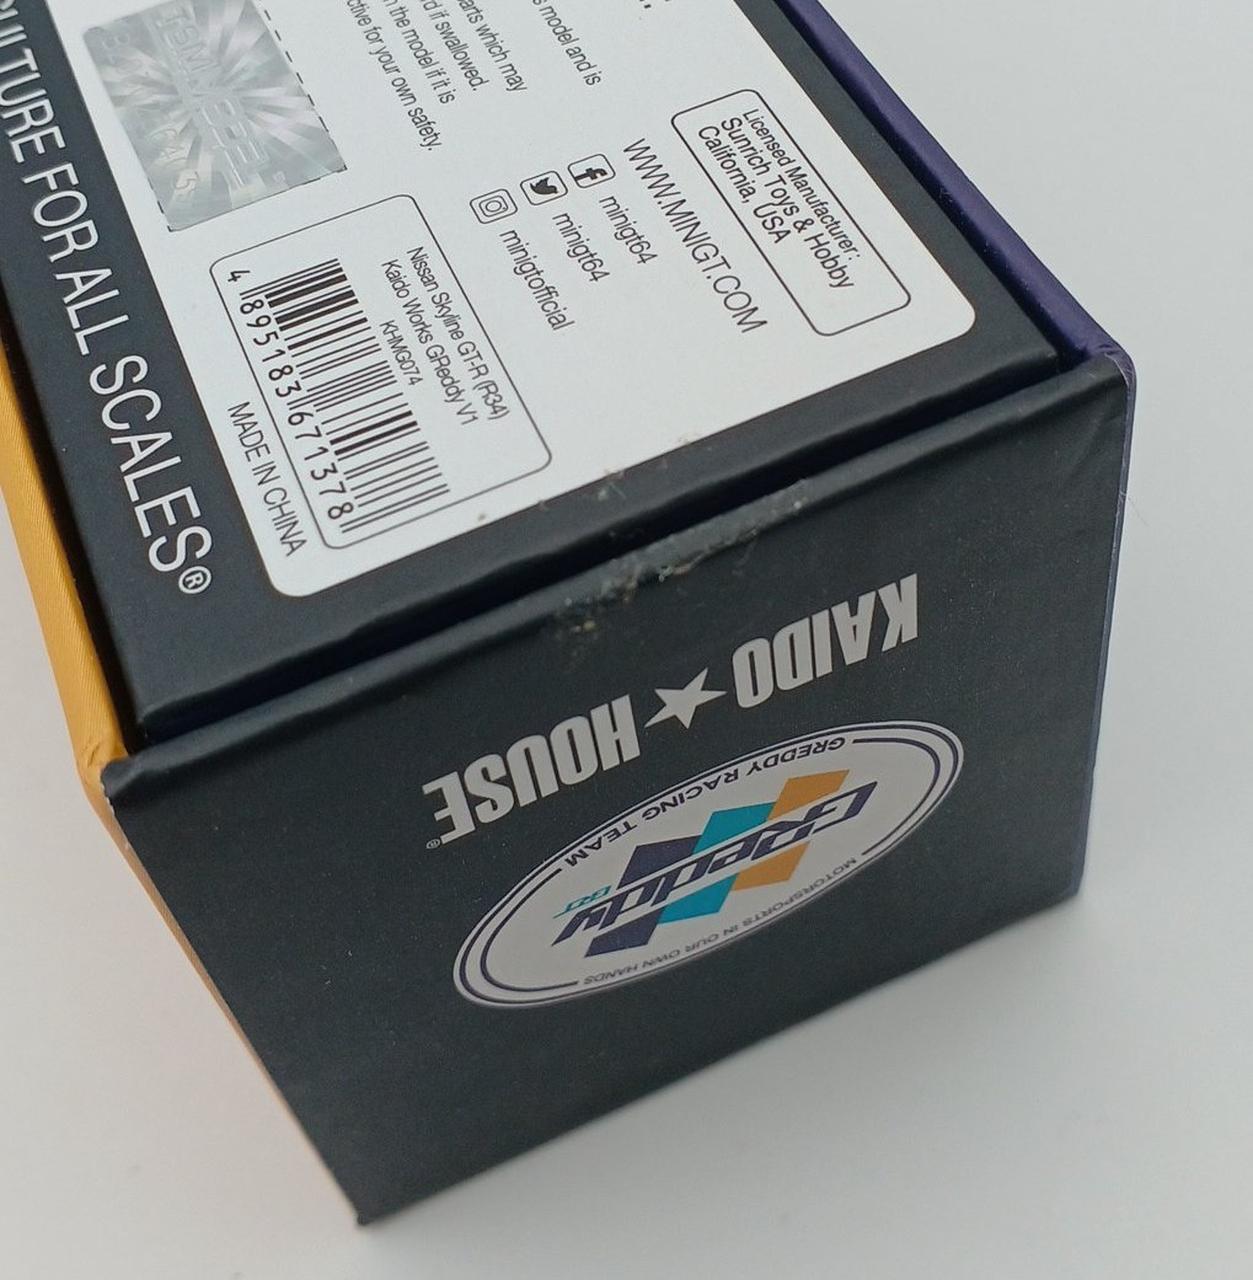 CULTURE FOR ALL SCALES®
s model and is
arts which may
d if swallowed.
n the model if it is
ctive for your own safety.
Licensed Manufacturer:
Sunrich Toys & Hobby
California, USA
WWW.MINIGT.COM
minigt64
minigt64
minigtofficial
Nissan Skyline GT-R (R34)
Kaido Works GReddy V1
KHMG074
4 895183 671378
MADE IN CHINA
KAIDO★HOUSE®
GREDDY RACING TEAM
GReddy
MOTORSPORTS IN OUR OWN HANDS